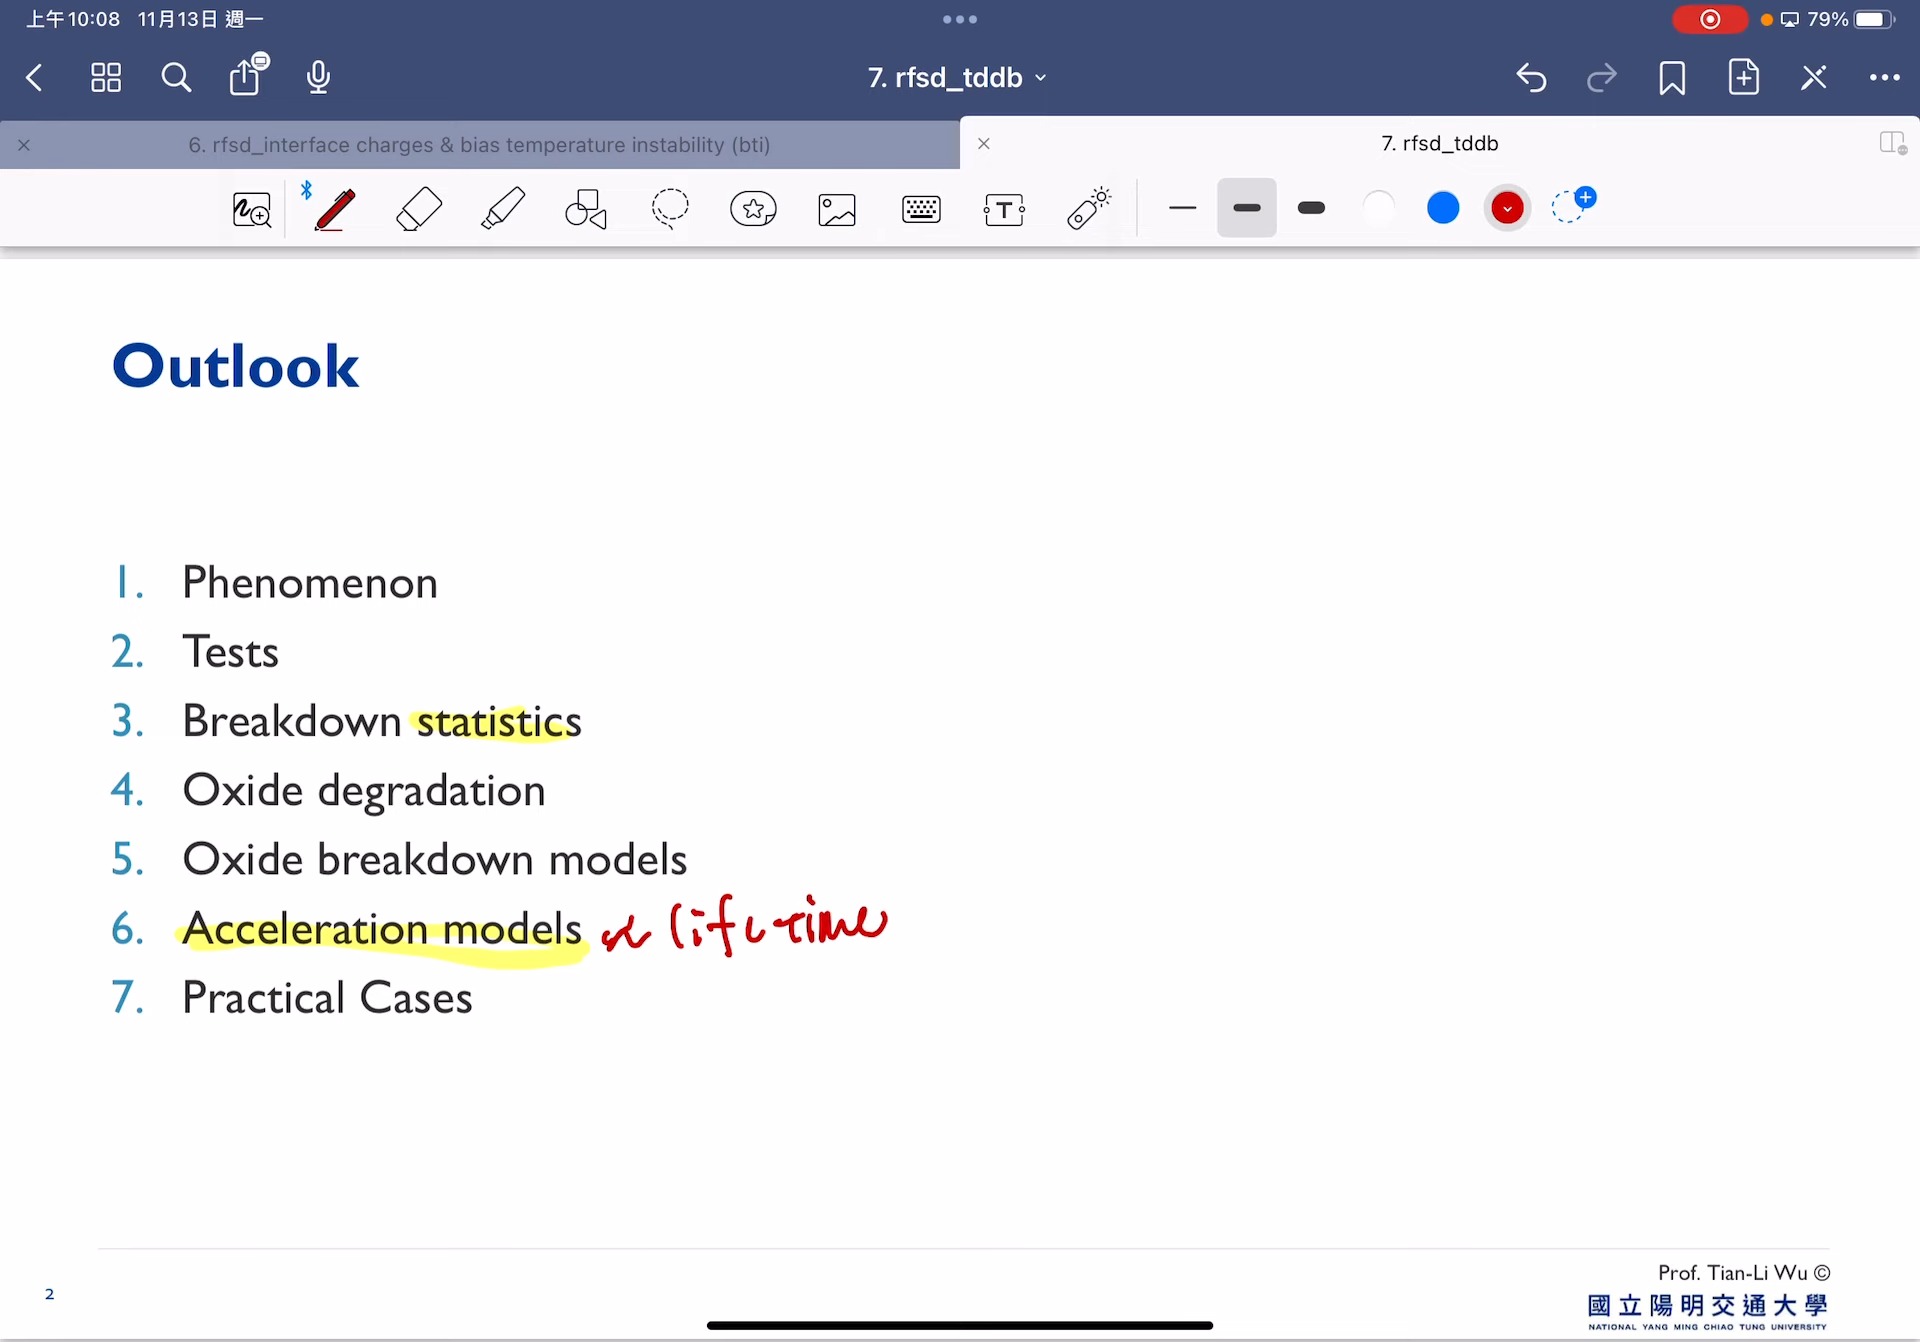 上午10:08 11月13日 週一
79%
7. rfsd_tddb
6. rfsd_interface charges & bias temperature instability (bti)
7. rfsd_tddb
Outlook
1. Phenomenon
2. Tests
3. Breakdown statistics
4. Oxide degradation
5. Oxide breakdown models
6. Acceleration models lifetime
7. Practical Cases
Prof. Tian-Li Wu ©
2
國立陽明交通大學
NATIONAL YANG MING CHIAO TUNG UNIVERSITY